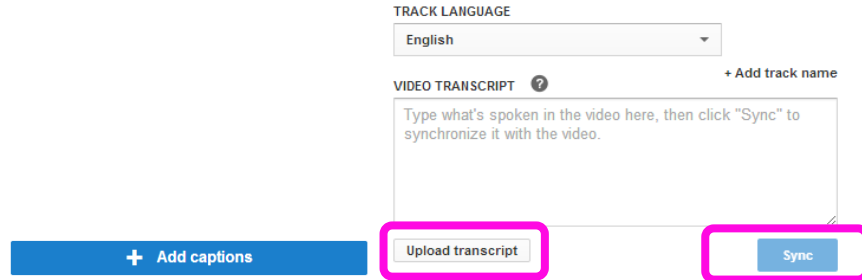 TRACK LANGUAGE
English
+ Add track name
VIDEO TRANSCRIPT ?
Type what's spoken in the video here, then click "Sync" to
synchronize it with the video.
+ Add captions
Upload transcript
Sync